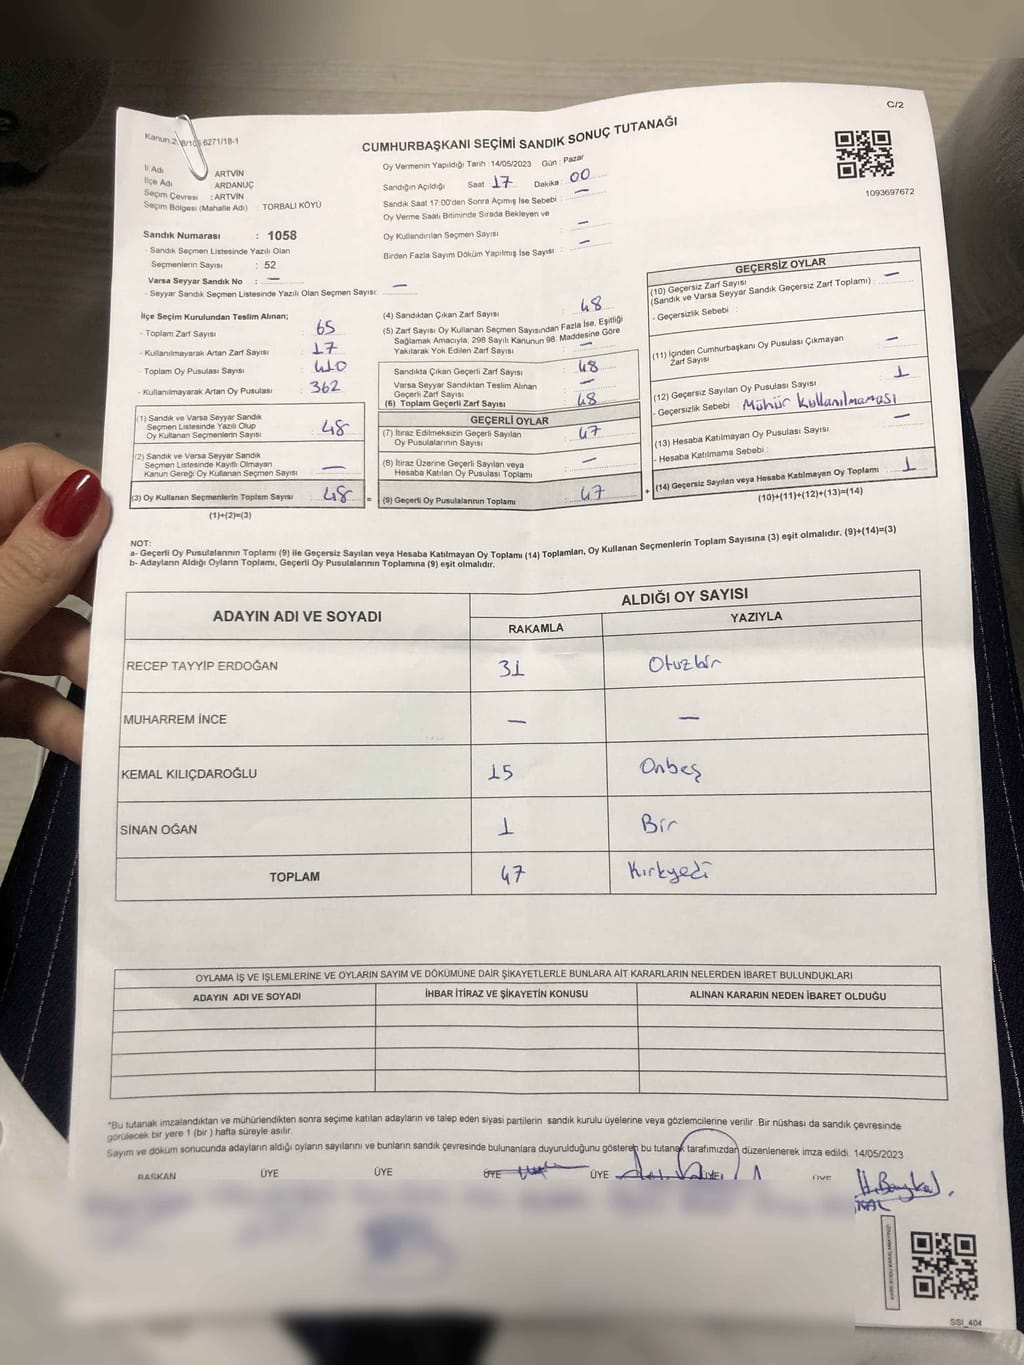 C/2
Kanun:2
6271/18-1
CUMHURBAŞKANI SEÇİMİ SANDIK SONUÇ TUTANAĞI
1093697672
İl Adı ARTVİN
İlçe Adı ARDANUÇ
Seçim Çevresi : ARTVİN
Seçim Bölgesi (Mahalle Adı) : TORBALI KÖYÜ
Sandık Numarası : 1058
- Sandık Seçmen Listesinde Yazılı Olan
Seçmenlerin Sayısı : 52
Varsa Seyyar Sandık No : —
- Seyyar Sandık Seçmen Listesinde Yazılı Olan Seçmen Sayısı: —
Oy Vermenin Yapıldığı Tarih :14/05/2023 Gün : Pazar
Sandığın Açıldığı Saat 17 Dakika : 00
Sandık Saat 17:00'den Sonra Açımış İse Sebebi : —
Oy Verme Saati Bitiminde Sırada Bekleyen ve
Oy Kullandırılan Seçmen Sayısı —
Birden Fazla Sayım Döküm Yapılmış İse Sayısı : —
İlçe Seçim Kurulundan Teslim Alınan;
- Toplam Zarf Sayısı : 65
- Kullanılmayarak Artan Zarf Sayısı : 17
- Toplam Oy Pusulası Sayısı : 410
- Kullanılmayarak Artan Oy Pusulası : 362
(1) Sandık ve Varsa Seyyar Sandık
Seçmen Listesinde Yazılı Olup
Oy Kullanan Seçmenlerin Sayısı : 48
(2) Sandık ve Varsa Seyyar Sandık
Seçmen Listesinde Kayıtlı Olmayan
Kanun Gereği Oy Kullanan Seçmen Sayısı : —
(3) Oy Kullanan Seçmenlerin Toplam Sayısı : 48 =
(1)+(2)=(3)
(4) Sandıktan Çıkan Zarf Sayısı : 48
(5) Zarf Sayısı Oy Kullanan Seçmen Sayısından Fazla İse, Eşitliği
Sağlamak Amacıyla, 298 Sayılı Kanunun 98. Maddesine Göre
Yakılarak Yok Edilen Zarf Sayısı : —
Sandıkta Çıkan Geçerli Zarf Sayısı : 48
Varsa Seyyar Sandıktan Teslim Alınan
Geçerli Zarf Sayısı : —
(6) Toplam Geçerli Zarf Sayısı : 48
GEÇERLİ OYLAR
(7) İtiraz Edilmeksizin Geçerli Sayılan
Oy Pusulalarının Sayısı : 47
(8) İtiraz Üzerine Geçerli Sayılan veya
Hesaba Katılan Oy Pusulası Toplamı : —
(9) Geçerli Oy Pusulalarının Toplamı : 47 +
GEÇERSİZ OYLAR
(10) Geçersiz Zarf Sayısı
(Sandık ve Varsa Seyyar Sandık Geçersiz Zarf Toplamı) : —
- Geçersizlik Sebebi :
(11) İçinden Cumhurbaşkanı Oy Pusulası Çıkmayan
Zarf Sayısı —
(12) Geçersiz Sayılan Oy Pusulası Sayısı : 1
- Geçersizlik Sebebi : Mühür kullanılmaması
(13) Hesaba Katılmayan Oy Pusulası Sayısı : —
- Hesaba Katılmama Sebebi :
(14) Geçersiz Sayılan veya Hesaba Katılmayan Oy Toplamı : 1
(10)+(11)+(12)+(13)=(14)
NOT:
a- Geçerli Oy Pusulalarının Toplamı (9) ile Geçersiz Sayılan veya Hesaba Katılmayan Oy Toplamı (14) Toplamları, Oy Kullanan Seçmenlerin Toplam Sayısına (3) eşit olmalıdır. (9)+(14)=(3)
b- Adayların Aldığı Oyların Toplamı, Geçerli Oy Pusulalarının Toplamına (9) eşit olmalıdır.
ADAYIN ADI VE SOYADI ALDIĞI OY SAYISI
RAKAMLA YAZIYLA
RECEP TAYYİP ERDOĞAN 31 Otuzbir
MUHARREM İNCE — —
KEMAL KILIÇDAROĞLU 15 Onbeş
SİNAN OĞAN 1 Bir
TOPLAM 47 Kırkyedi
OYLAMA İŞ VE İŞLEMLERİNE VE OYLARIN SAYIM VE DÖKÜMÜNE DAİR ŞİKAYETLERLE BUNLARA AİT KARARLARIN NELERDEN İBARET BULUNDUKLARI
ADAYIN ADI VE SOYADI İHBAR İTİRAZ VE ŞİKAYETİN KONUSU ALINAN KARARIN NEDEN İBARET OLDUĞU
*Bu tutanak imzalandıktan ve mühürlendikten sonra seçime katılan adayların ve talep eden siyasi partilerin sandık kurulu üyelerine veya gözlemcilerine verilir. Bir nüshası da sandık çevresinde
görülecek bir yere 1 (bir ) hafta süreyle asılır.
Sayım ve döküm sonucunda adayların aldığı oyların sayılarını ve bunların sandık çevresinde bulunanlara duyurulduğunu gösteren bu tutanak tarafımızdan düzenlenerek imza edildi. 14/05/2023
BAŞKAN ÜYE ÜYE ÜYE ÜYE ÜYE ÜYE
H.Baykal
SSI_404